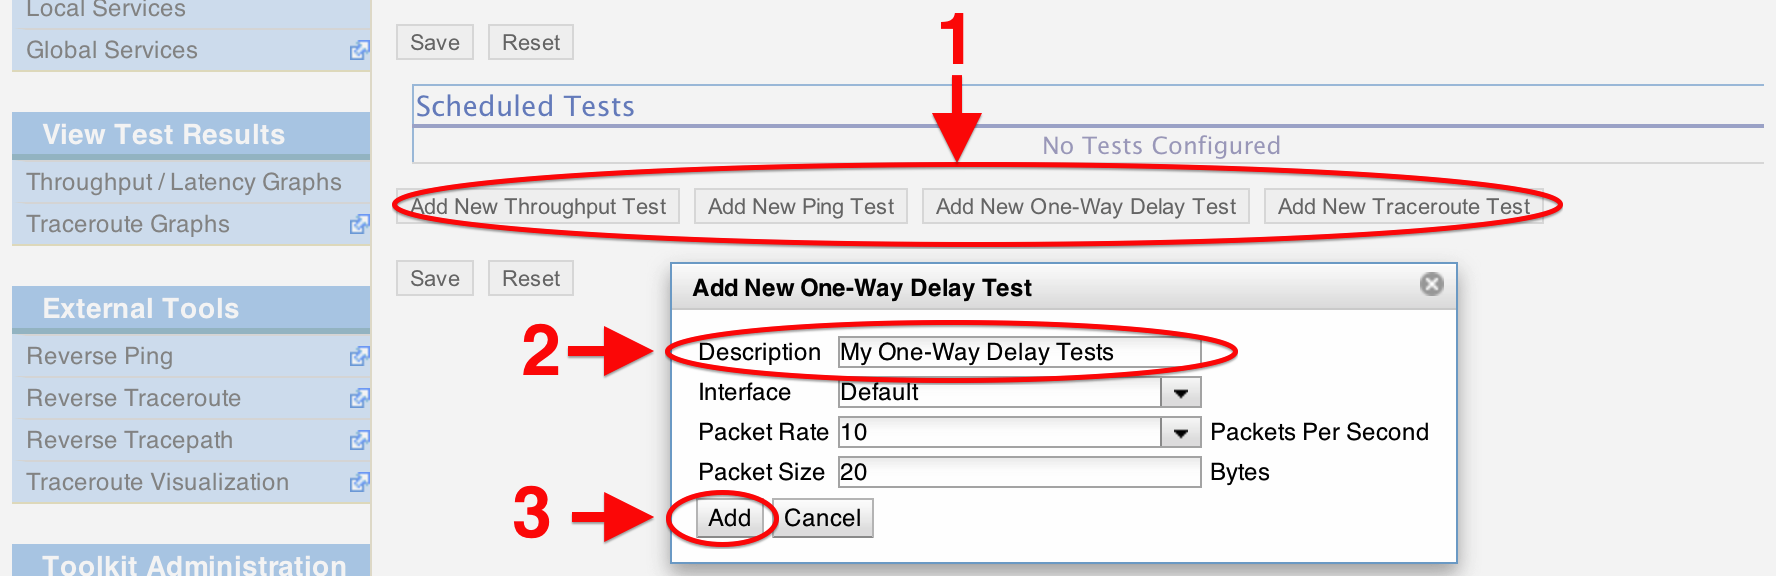 Local Services
Global Services
View Test Results
Throughput / Latency Graphs
Traceroute Graphs
External Tools
Reverse Ping
Reverse Traceroute
Reverse Tracepath
Traceroute Visualization
Toolkit Administration
Save Reset
1
Scheduled Tests
No Tests Configured
Add New Throughput Test Add New Ping Test Add New One-Way Delay Test Add New Traceroute Test
Save Reset
Add New One-Way Delay Test
2
Description My One-Way Delay Tests
Interface Default
Packet Rate 10 Packets Per Second
Packet Size 20 Bytes
3
Add Cancel